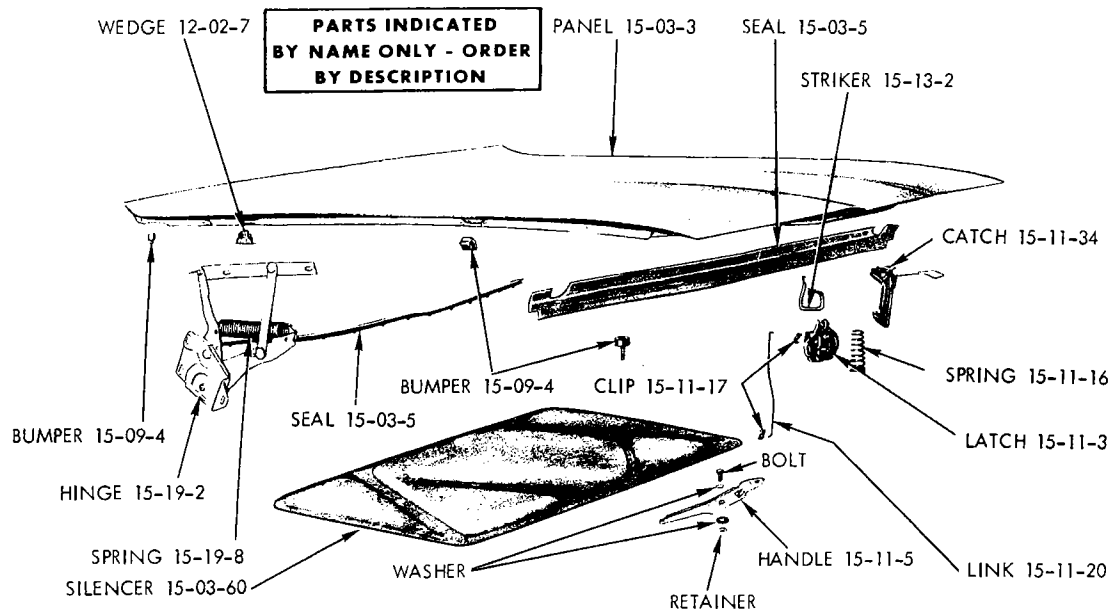 WEDGE 12-02-7
PARTS INDICATED
BY NAME ONLY - ORDER
BY DESCRIPTION
PANEL 15-03-3
SEAL 15-03-5
STRIKER 15-13-2
CATCH 15-11-34
BUMPER 15-09-4
CLIP 15-11-17
SPRING 15-11-16
SEAL 15-03-5
BUMPER 15-09-4
LATCH 15-11-3
BOLT
HINGE 15-19-2
SPRING 15-19-8
WASHER
HANDLE 15-11-5
LINK 15-11-20
SILENCER 15-03-60
RETAINER